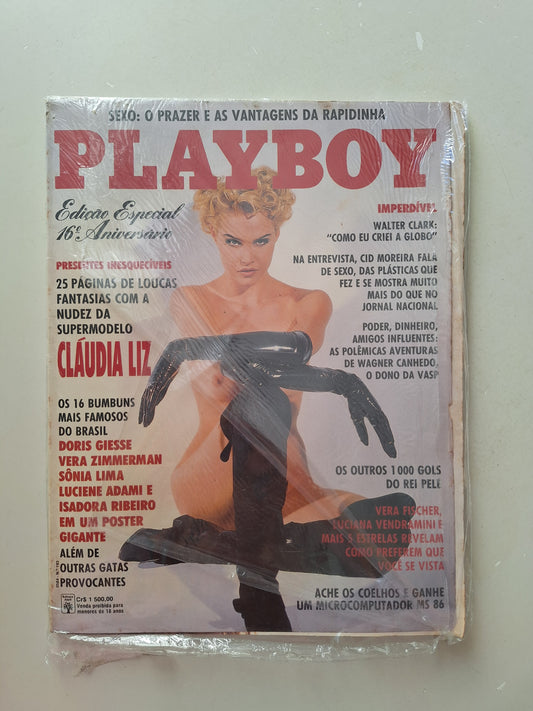 SEXO: O PRAZER E AS VANTAGENS DA RAPIDINHA
PLAYBOY
Edição Especial
16º Aniversário
PRESENTES INESQUECÍVEIS
25 PÁGINAS DE LOUCAS
FANTASIAS COM A
NUDEZ DA
SUPERMODELO
CLÁUDIA LIZ
OS 16 BUMBUNS
MAIS FAMOSOS
DO BRASIL
DORIS GIESSE
VERA ZIMMERMAN
SÔNIA LIMA
LUCIENE ADAMI E
ISADORA RIBEIRO
EM UM POSTER
GIGANTE
ALÉM DE
OUTRAS GATAS
PROVOCANTES
Cr$ 1 500,00
Venda proibida para
menores de 18 anos
IMPERDÍVEL
WALTER CLARK:
"COMO EU CRIEI A GLOBO"
NA ENTREVISTA, CID MOREIRA FALA
DE SEXO, DAS PLÁSTICAS QUE
FEZ E SE MOSTRA MUITO
MAIS DO QUE NO
JORNAL NACIONAL
PODER, DINHEIRO,
AMIGOS INFLUENTES:
AS POLÊMICAS AVENTURAS
DE WAGNER CANHEDO,
O DONO DA VASP
OS OUTROS 1 000 GOLS
DO REI PELÉ
VERA FISCHER,
LUCIANA VENDRAMINI E
MAIS 5 ESTRELAS REVELAM
COMO PREFEREM QUE
VOCÊ SE VISTA
ACHE OS COELHOS E GANHE
UM MICROCOMPUTADOR MS 86